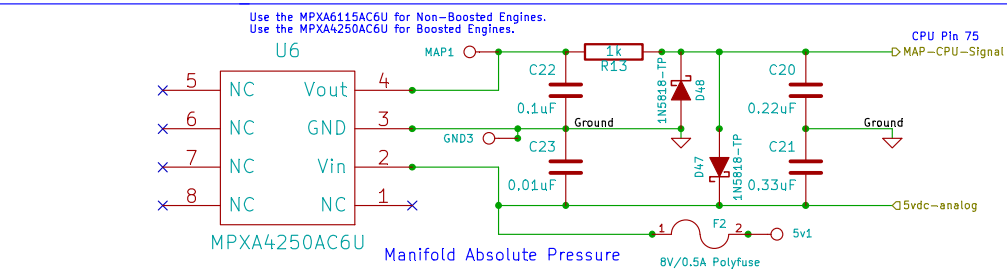 Use the MPXA6115AC6U for Non-Boosted Engines.
Use the MPXA4250AC6U for Boosted Engines.
U6
MAP1
1k
R13
CPU Pin 75
MAP-CPU-Signal
5 NC Vout 4
6 NC GND 3
7 NC Vin 2
8 NC NC 1
MPXA4250AC6U
C22
0.1uF
1N5818-TP
D48
C20
0.22uF
GND3
Ground
Ground
C23
0.01uF
D47
1N5818-TP
C21
0.33uF
5vdc-analog
1 F2 2
5v1
8V/0.5A Polyfuse
Manifold Absolute Pressure